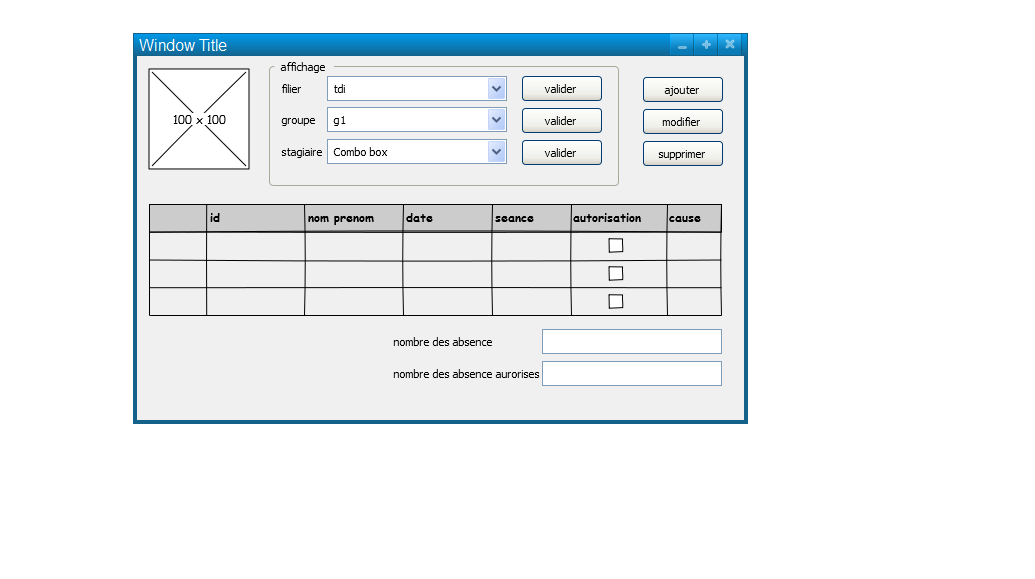 Window Title
100 x 100
affichage
filier tdi valider
groupe g1 valider
stagiaire Combo box valider
ajouter
modifier
supprimer
id nom prenom date seance autorisation cause
nombre des absence
nombre des absence aurorises